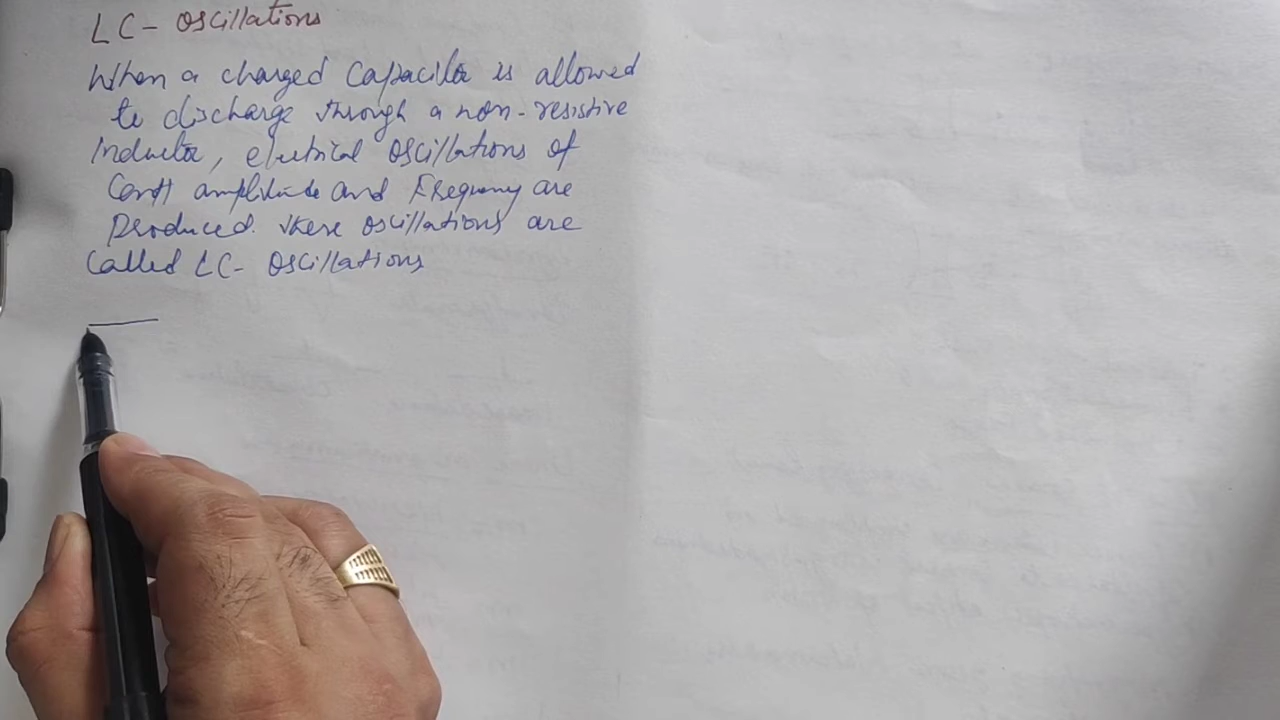 LC- Oscillations
When a charged Capacitor is allowed
to discharge through a non-resistive
Inductor, electrical oscillations of
Const amplitude and Frequency are
produced. These oscillations are
Called LC- Oscillations